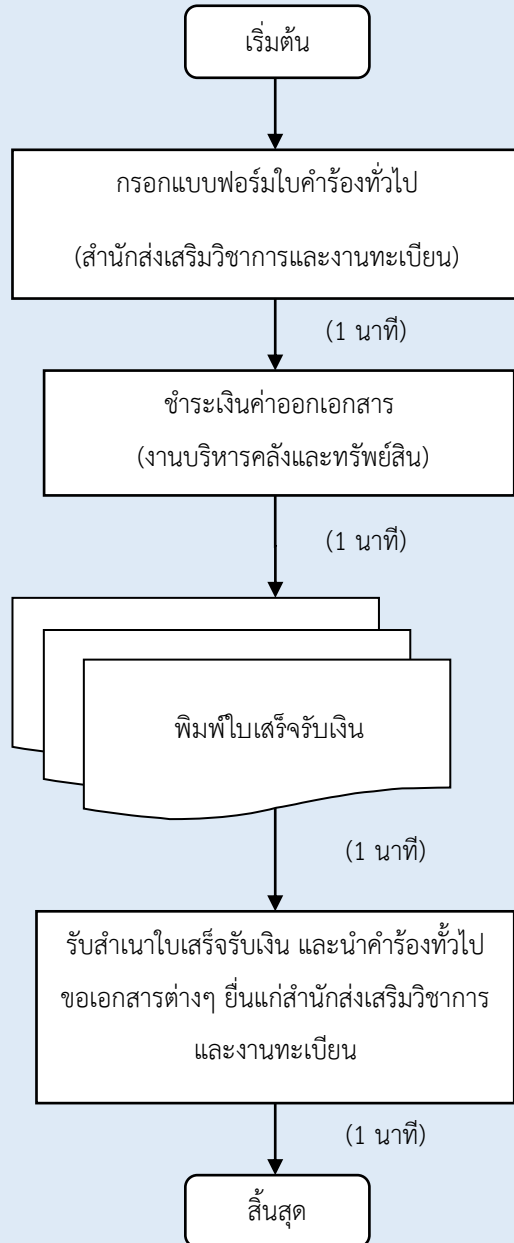 เริ่มต้น
กรอกแบบฟอร์มใบคำร้องทั่วไป
(สำนักส่งเสริมวิชาการและงานทะเบียน)
(1 นาที)
ชำระเงินค่าออกเอกสาร
(งานบริหารคลังและทรัพย์สิน)
(1 นาที)
พิมพ์ใบเสร็จรับเงิน
(1 นาที)
รับสำเนาใบเสร็จรับเงิน และนำคำร้องทั่วไป
ขอเอกสารต่างๆ ยื่นแก่สำนักส่งเสริมวิชาการ
และงานทะเบียน
(1 นาที)
สิ้นสุด